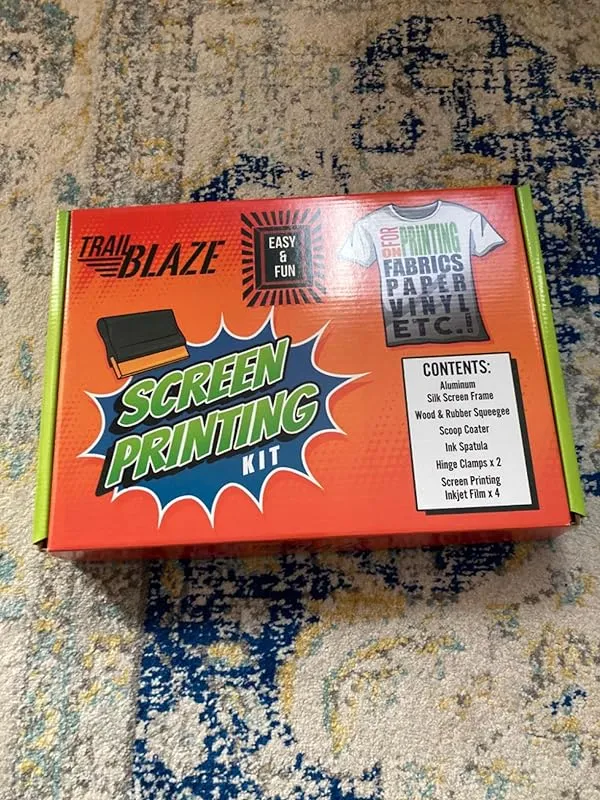 TRAIL
BLAZE
EASY
&
FUN
FOR PRINTING
ON
FABRICS
PAPER
VINYL
ETC.
SCREEN
PRINTING
KIT
CONTENTS:
Aluminum
Silk Screen Frame
Wood & Rubber Squeegee
Scoop Coater
Ink Spatula
Hinge Clamps x 2
Screen Printing
Inkjet Film x 4